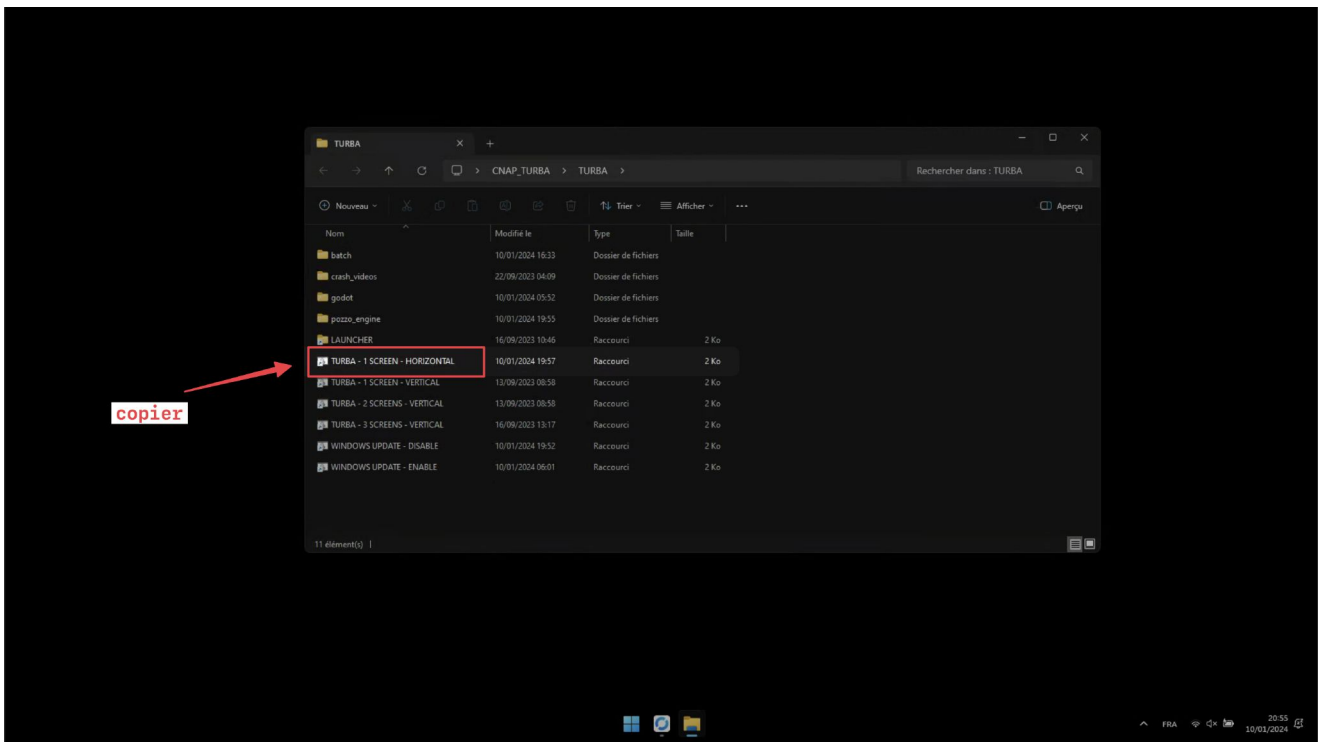 TURBA
CNAP_TURBA > TURBA >
Rechercher dans : TURBA
Nouveau
Trier
Afficher
Aperçu
Nom Modifié le Type Taille
batch 10/01/2024 16:33 Dossier de fichiers
crash_videos 22/09/2023 04:09 Dossier de fichiers
godot 10/01/2024 05:52 Dossier de fichiers
pozzo_engine 10/01/2024 19:55 Dossier de fichiers
LAUNCHER 16/09/2023 10:46 Raccourci 2 Ko
TURBA - 1 SCREEN - HORIZONTAL 10/01/2024 19:57 Raccourci 2 Ko
TURBA - 1 SCREEN - VERTICAL 13/09/2023 08:58 Raccourci 2 Ko
TURBA - 2 SCREENS - VERTICAL 13/09/2023 08:58 Raccourci 2 Ko
copier
TURBA - 3 SCREENS - VERTICAL 16/09/2023 13:17 Raccourci 2 Ko
WINDOWS UPDATE - DISABLE 10/01/2024 19:52 Raccourci 2 Ko
WINDOWS UPDATE - ENABLE 10/01/2024 06:01 Raccourci 2 Ko
11 élément(s)
FRA
20:55
10/01/2024